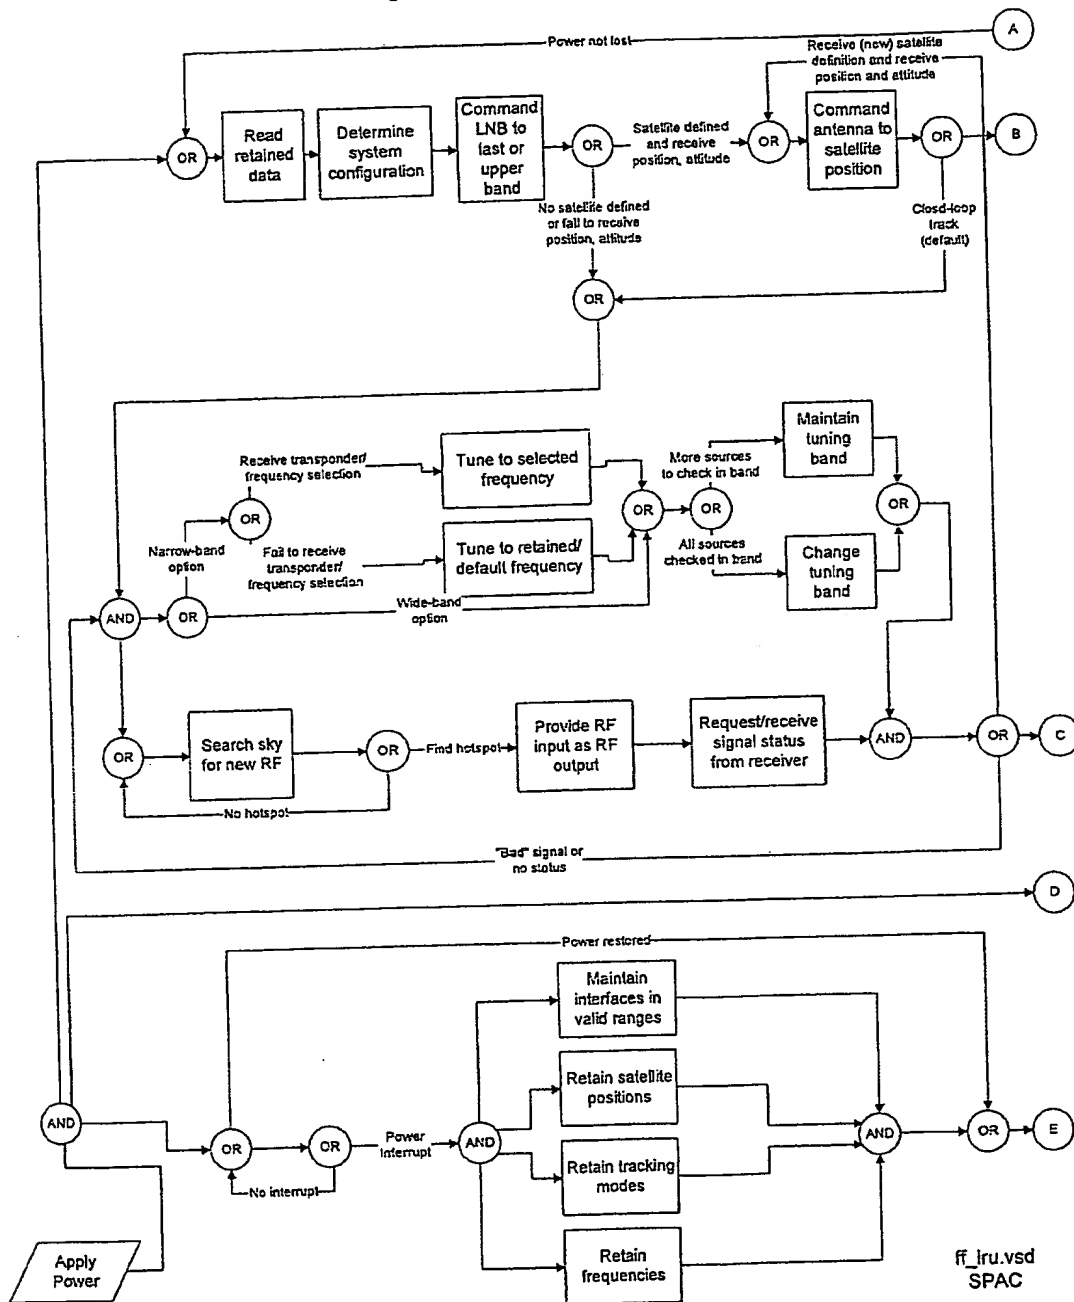 Power not lost
A
Receive (new) satellite
definition and receive
position and attitude
OR
Read
retained
data
Determine
system
configuration
Command
LNB to
last or
upper
band
OR
Satellite defined
and receive
position, attitude
OR
Command
antenna to
satellite
position
OR
B
No satellite defined
or fail to receive
position, attitude
Closd-loop
track
(default)
OR
Receive transponder/
frequency selection
Tune to selected
frequency
More sources
to check in band
Maintain
tuning
band
OR
OR
OR
OR
Narrow-band
option
Fail to receive
transponder/
frequency selection
Tune to retained/
default frequency
All sources
checked in band
Change
tuning
band
AND
OR
Wide-band
option
OR
Search sky
for new RF
OR
Find hotspot
Provide RF
input as RF
output
Request/receive
signal status
from receiver
AND
OR
C
No hotspot
"Bad" signal or
no status
D
Power restored
Maintain
interfaces in
valid ranges
Retain satellite
positions
AND
OR
OR
Power
Interrupt
AND
AND
OR
E
No interrupt
Retain tracking
modes
Retain
frequencies
Apply
Power
ff_lru.vsd
SPAC